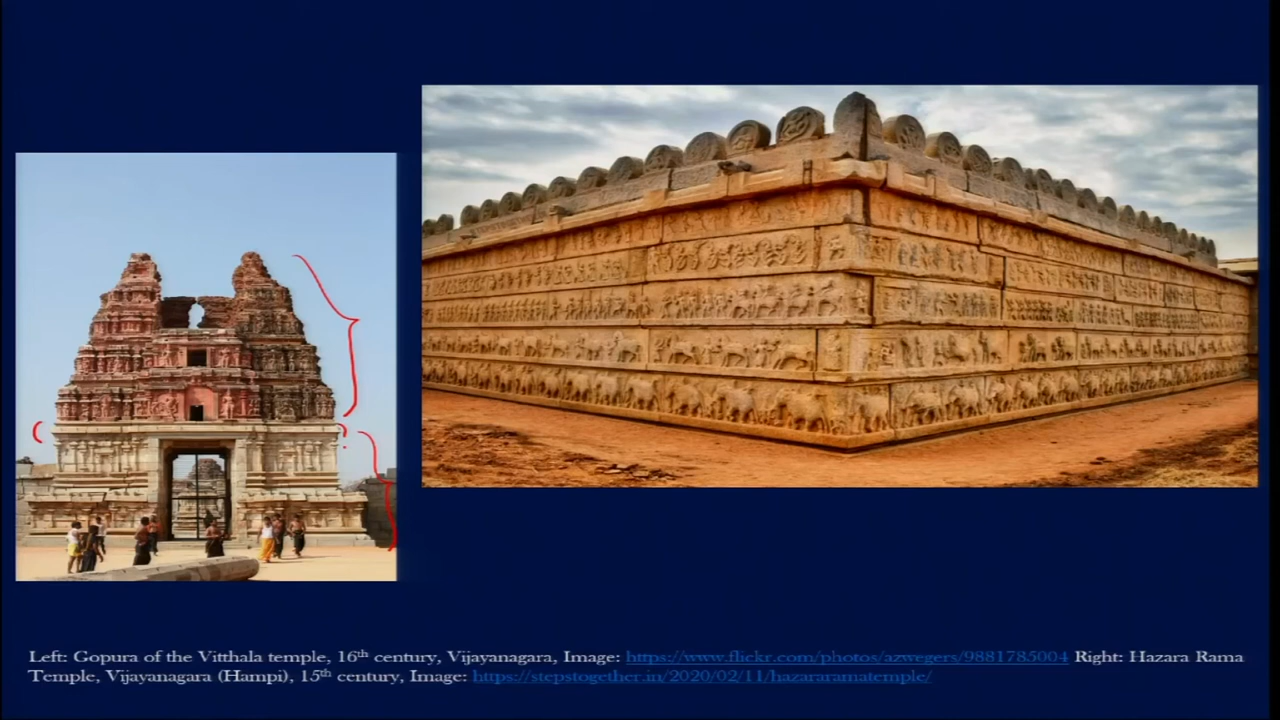 Left: Gopura of the Vitthala temple, 16th century, Vijayanagara, Image: https://www.flickr.com/photos/azwegers/9881785004 Right: Hazara Rama
Temple, Vijayanagara (Hampi), 15th century, Image: https://stepstogether.in/2020/02/11/hazararamatemple/